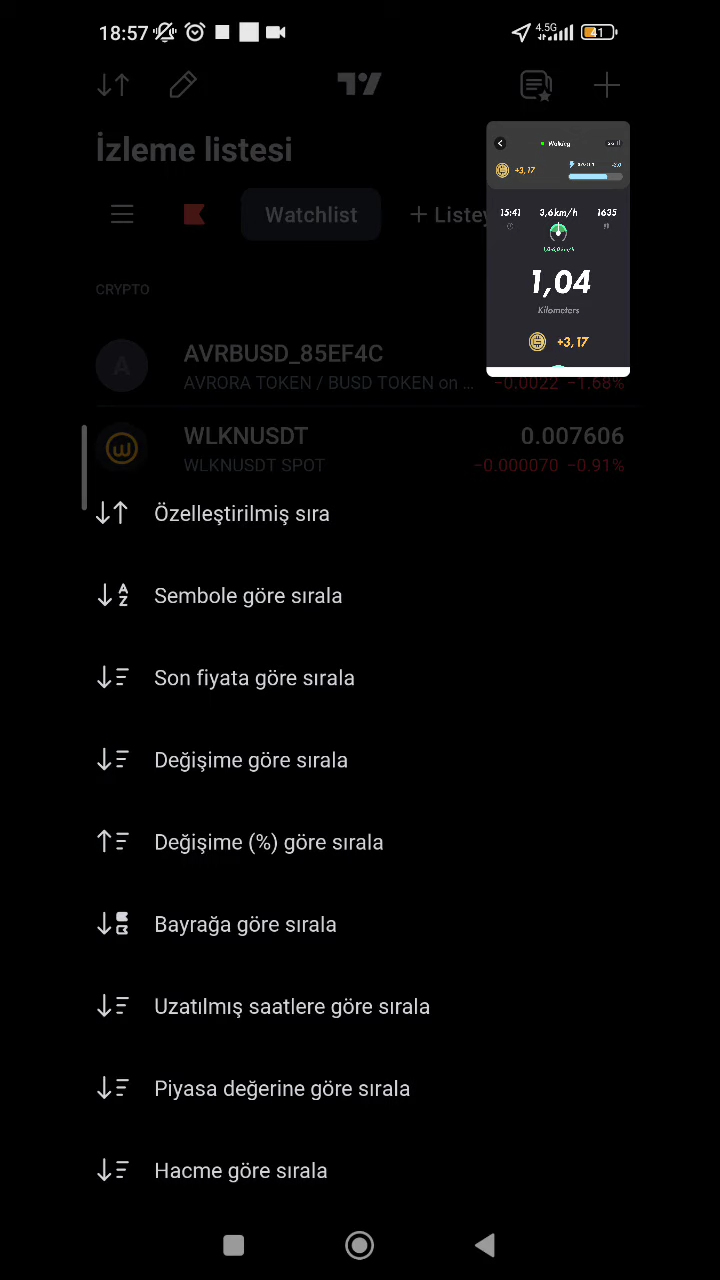 18:57
4.5G
41
İzleme listesi
Watchlist
+ Listey
CRYPTO
Walking
+3,17
15:41
3,6km/h
1635
1,04
Kilometers
+3,17
A
AVRBUSD_85EF4C
AVRORA TOKEN / BUSD TOKEN on ...
−0.0022 −1.68%
WLKNUSDT
0.007606
WLKNUSDT SPOT
−0.000070 −0.91%
Özelleştirilmiş sıra
Sembole göre sırala
Son fiyata göre sırala
Değişime göre sırala
Değişime (%) göre sırala
Bayrağa göre sırala
Uzatılmış saatlere göre sırala
Piyasa değerine göre sırala
Hacme göre sırala